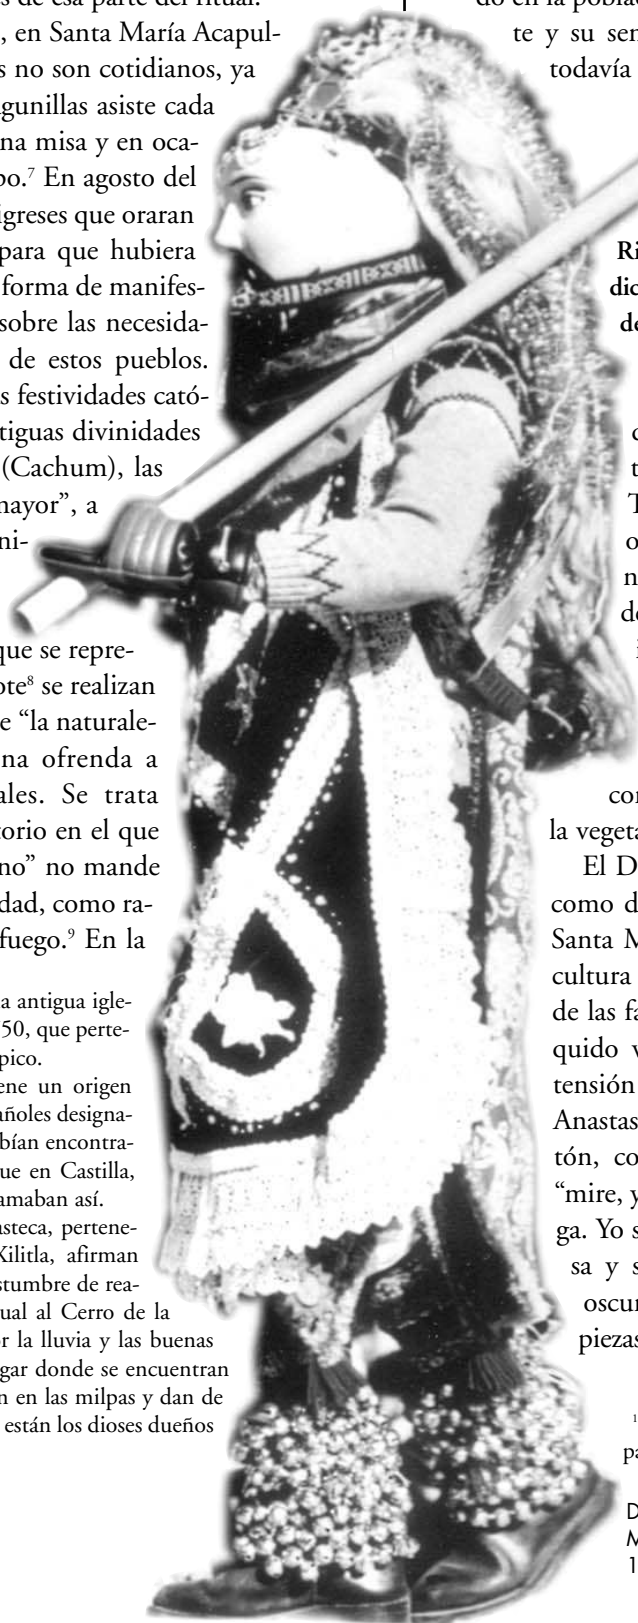 s de esa parte del ritual.
, en Santa María Acapul-
s no son cotidianos, ya
agunillas asiste cada
na misa y en oca-
po.⁷ En agosto del
igreses que oraran
para que hubiera
forma de manifes-
sobre las necesida-
de estos pueblos.
s festividades cató-
tiguas divinidades
(Cachum), las
mayor”, a
ni-
que se repre-
ote⁸ se realizan
e “la naturale-
na ofrenda a
ales. Se trata
torio en el que
no” no mande
dad, como ra-
fuego.⁹ En la
a antigua igle-
50, que perte-
pico.
ene un origen
añoles designa-
bían encontra-
ue en Castilla,
amaban así.
asteca, pertene-
Xilitla, afirman
stumbre de rea-
ual al Cerro de la
or la lluvia y las buenas
gar donde se encuentran
n en las milpas y dan de
están los dioses dueños
do en la poblac
te y su sen
todavía
Ri
dic
de
c
t
T
o
n
de
i
con
la vegeta
El D
como d
Santa M
cultura
de las fa
quido v
tensión
Anastas
tón, co
“mire, y
ga. Yo s
sa y s
oscur
piezas
1
pa
D
M
1